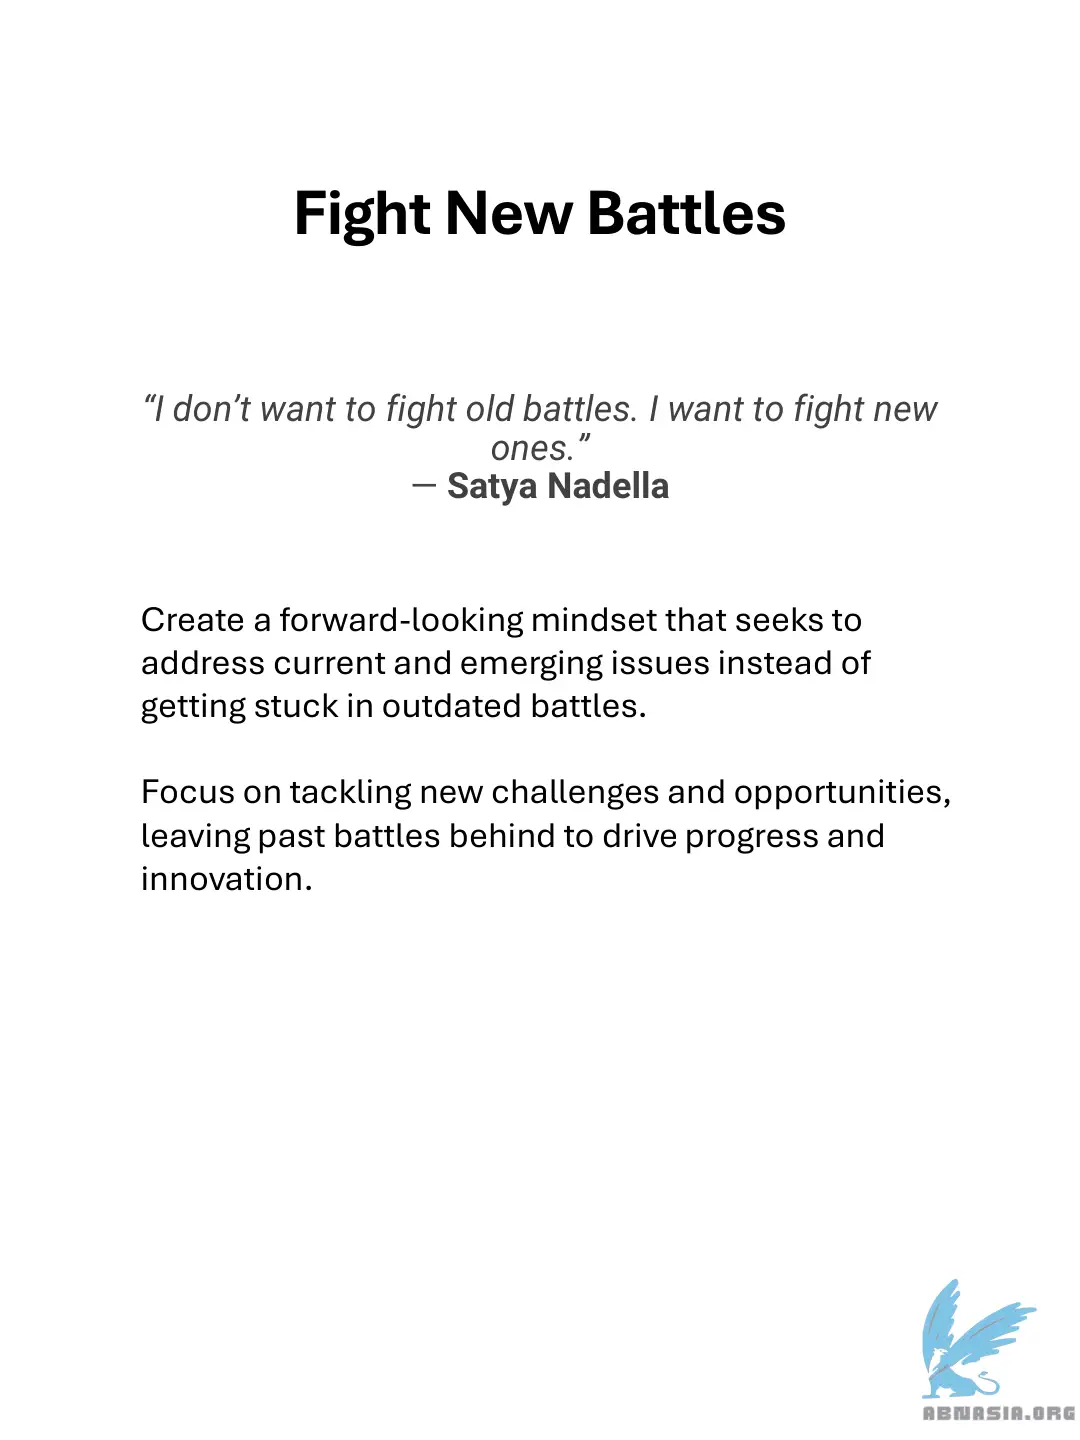 Fight New Battles
“I don’t want to fight old battles. I want to fight new
ones.”
— Satya Nadella
Create a forward-looking mindset that seeks to
address current and emerging issues instead of
getting stuck in outdated battles.
Focus on tackling new challenges and opportunities,
leaving past battles behind to drive progress and
innovation.
ABNASIA.ORG